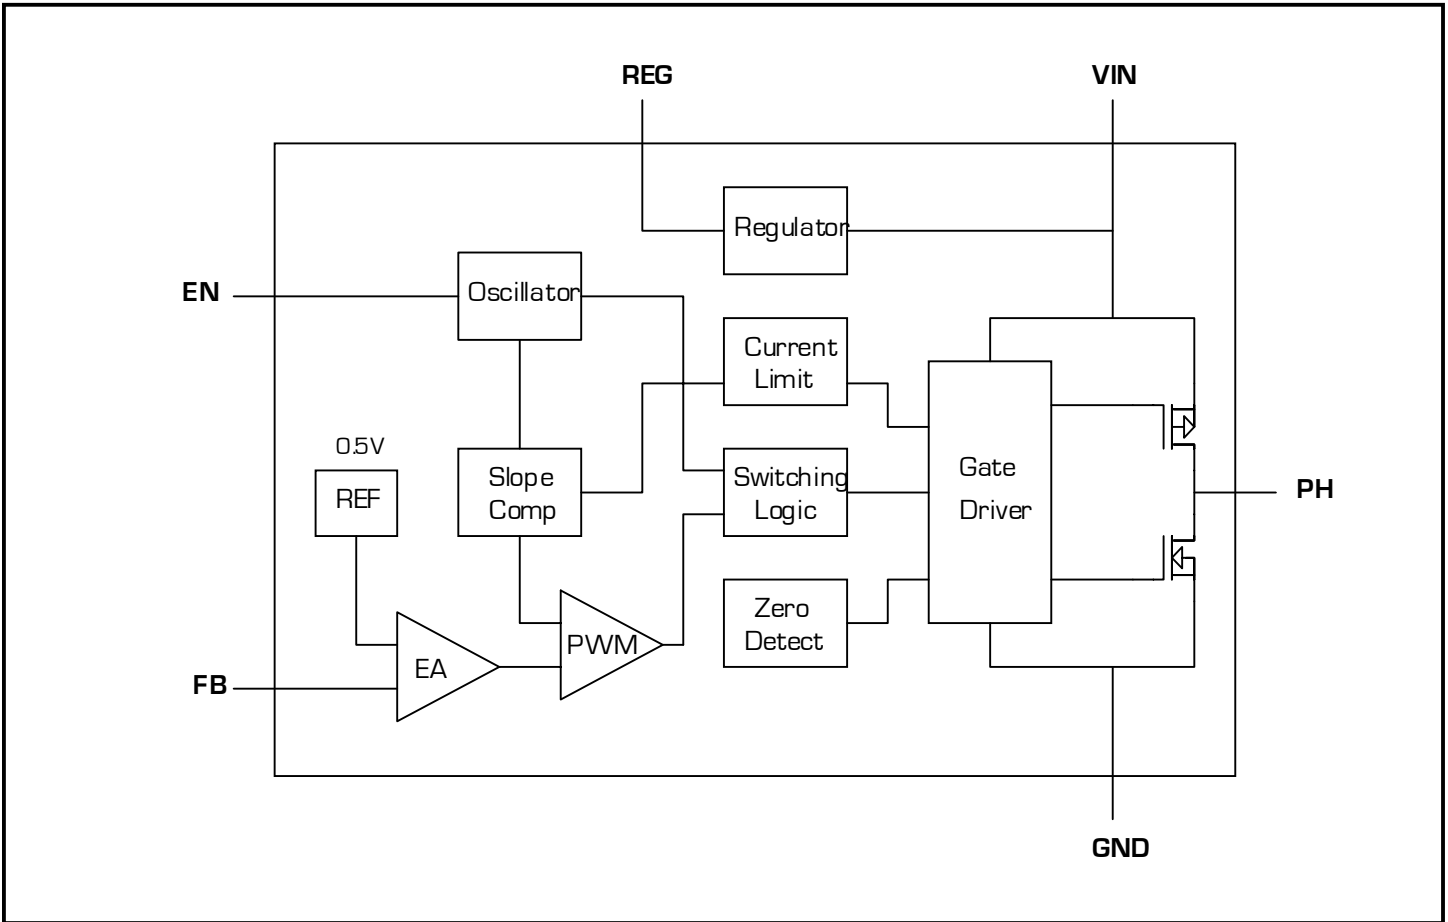 REG
VIN
Regulator
EN
Oscillator
Current
Limit
0.5V
REF
Slope
Comp
Switching
Logic
Gate
Driver
PH
Zero
Detect
PWM
EA
FB
GND